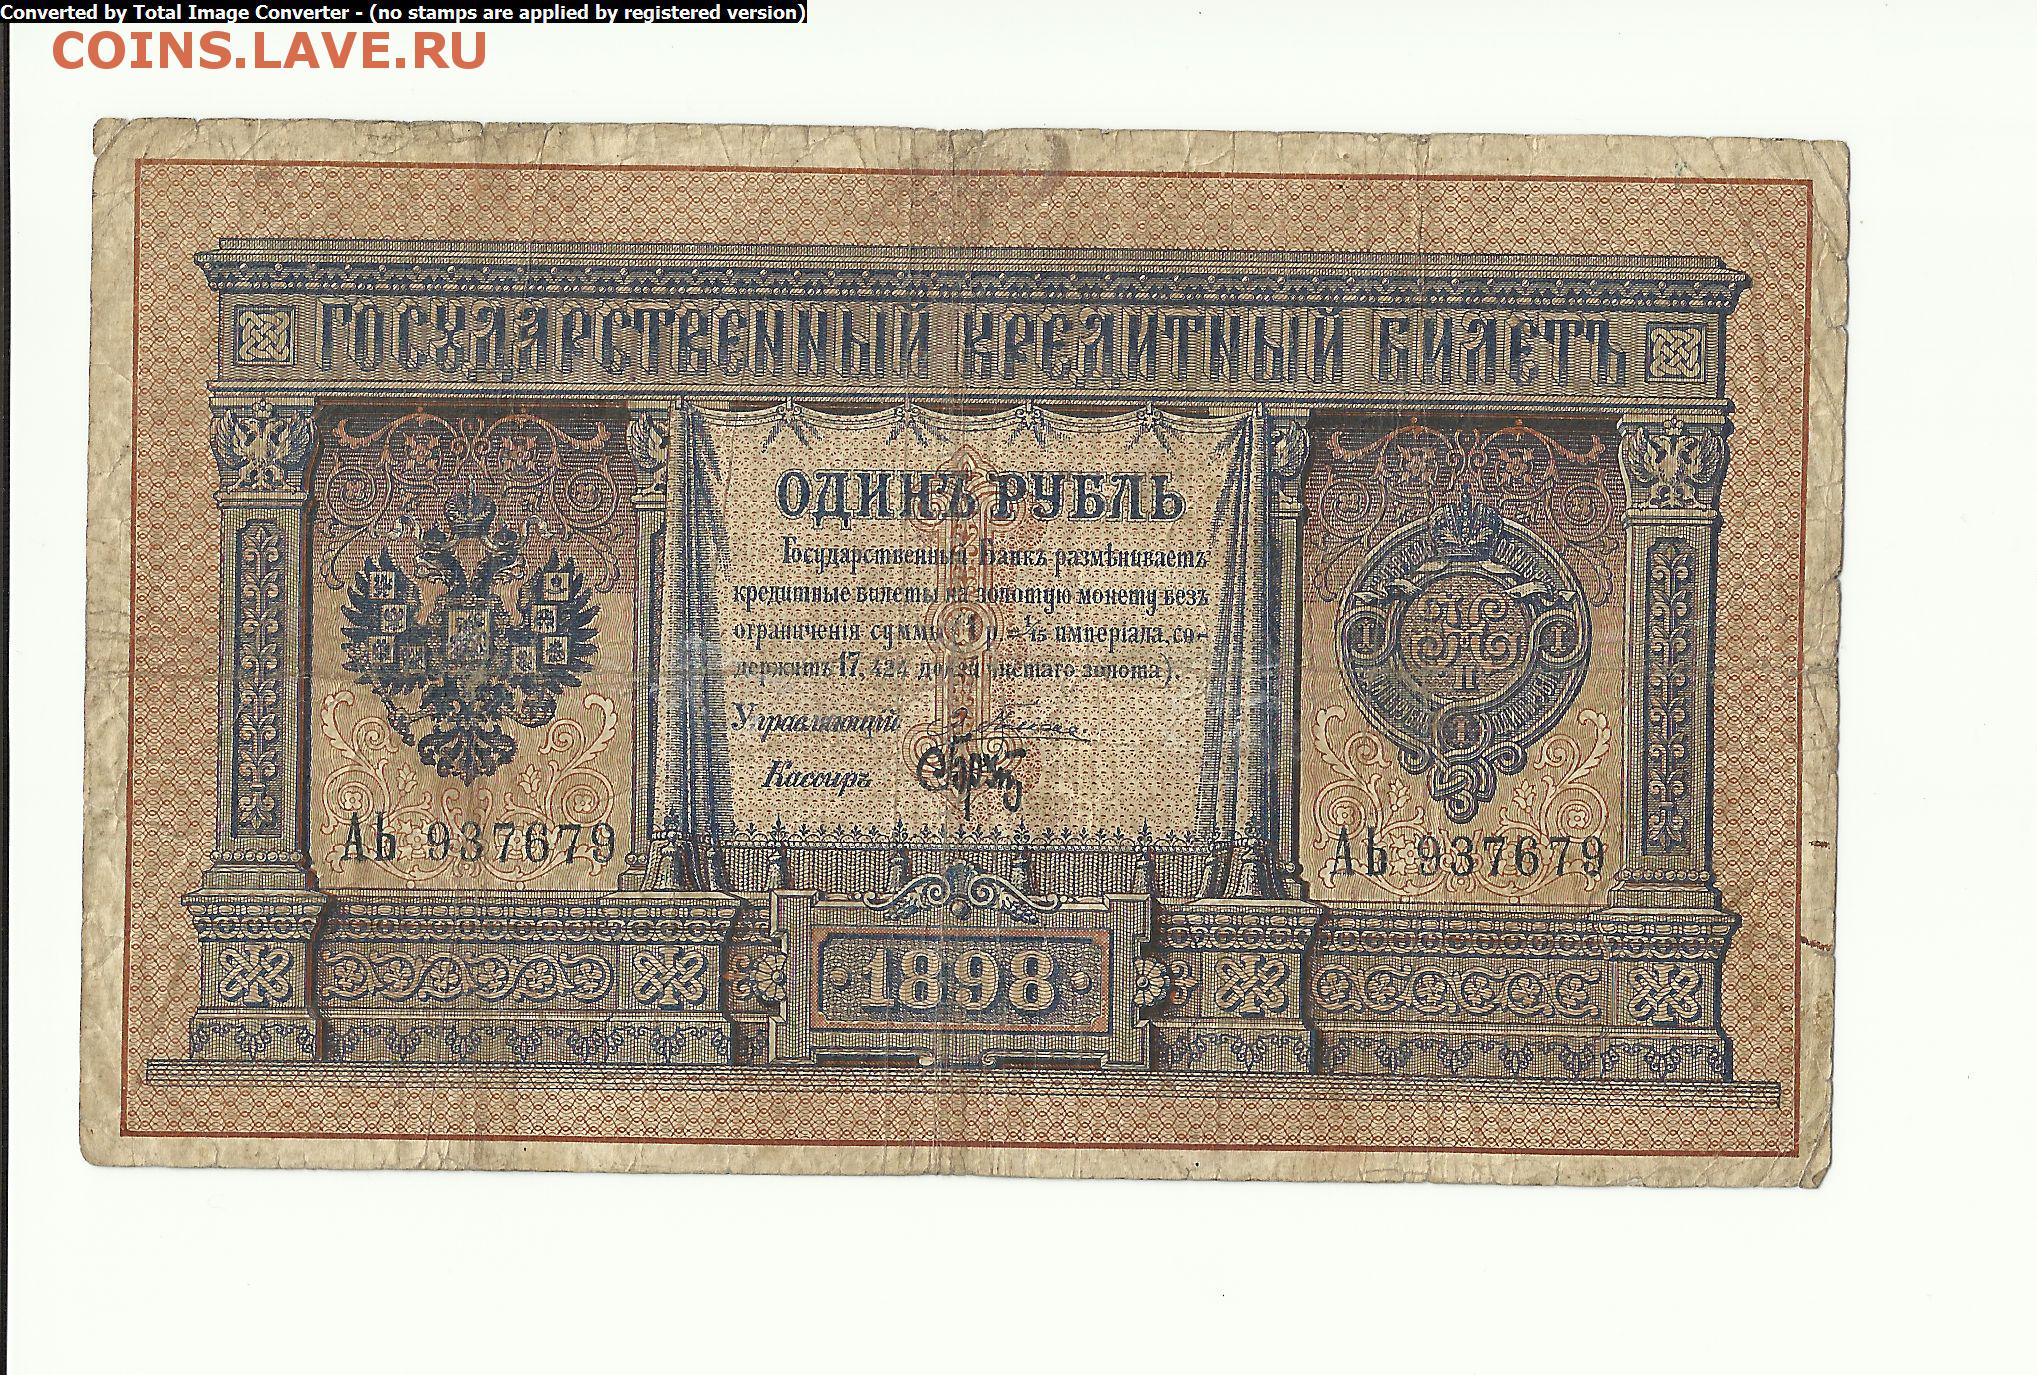 Converted by Total Image Converter - (no stamps are applied by registered version)
COINS.LAVE.RU
ГОСУДАРСТВЕННЫЙ КРЕДИТНЫЙ БИЛЕТЪ
ОДИНЪ РУБЛЬ
Государственный Банкъ размѣниваетъ
кредитные билеты на золотую монету безъ
ограниченія суммы (1 р. = 1/15 имперіала, со-
держитъ 17,424 долей чистаго золота).
Управляющій
Кассиръ
АЬ 937679
АЬ 937679
1898